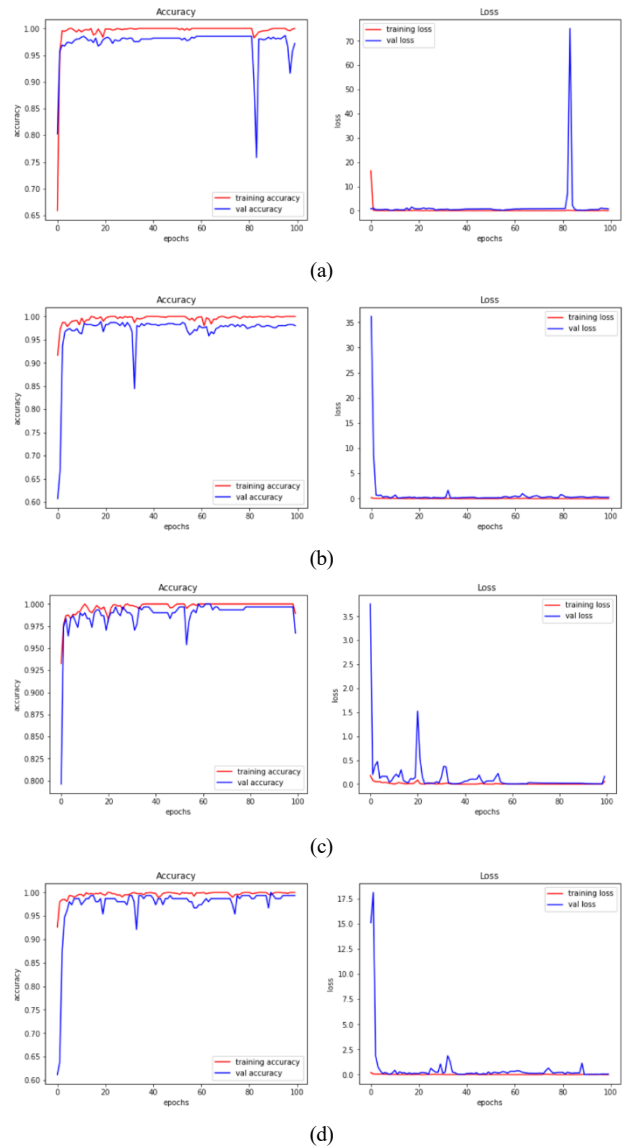 Accuracy
1.00
0.95
0.90
0.85
0.80
0.75
0.70
0.65
accuracy
training accuracy
val accuracy
0 20 40 60 80 100
epochs
Loss
70
60
50
40
30
20
10
0
loss
training loss
val loss
0 20 40 60 80 100
epochs
(a)
Accuracy
1.00
0.95
0.90
0.85
0.80
0.75
0.70
0.65
0.60
accuracy
training accuracy
val accuracy
0 20 40 60 80 100
epochs
Loss
35
30
25
20
15
10
5
0
loss
training loss
val loss
0 20 40 60 80 100
epochs
(b)
Accuracy
1.000
0.975
0.950
0.925
0.900
0.875
0.850
0.825
0.800
accuracy
training accuracy
val accuracy
0 20 40 60 80 100
epochs
Loss
3.5
3.0
2.5
2.0
1.5
1.0
0.5
0.0
loss
training loss
val loss
0 20 40 60 80 100
epochs
(c)
Accuracy
1.00
0.95
0.90
0.85
0.80
0.75
0.70
0.65
0.60
accuracy
training accuracy
val accuracy
0 20 40 60 80 100
epochs
Loss
17.5
15.0
12.5
10.0
7.5
5.0
2.5
0.0
loss
training loss
val loss
0 20 40 60 80 100
epochs
(d)